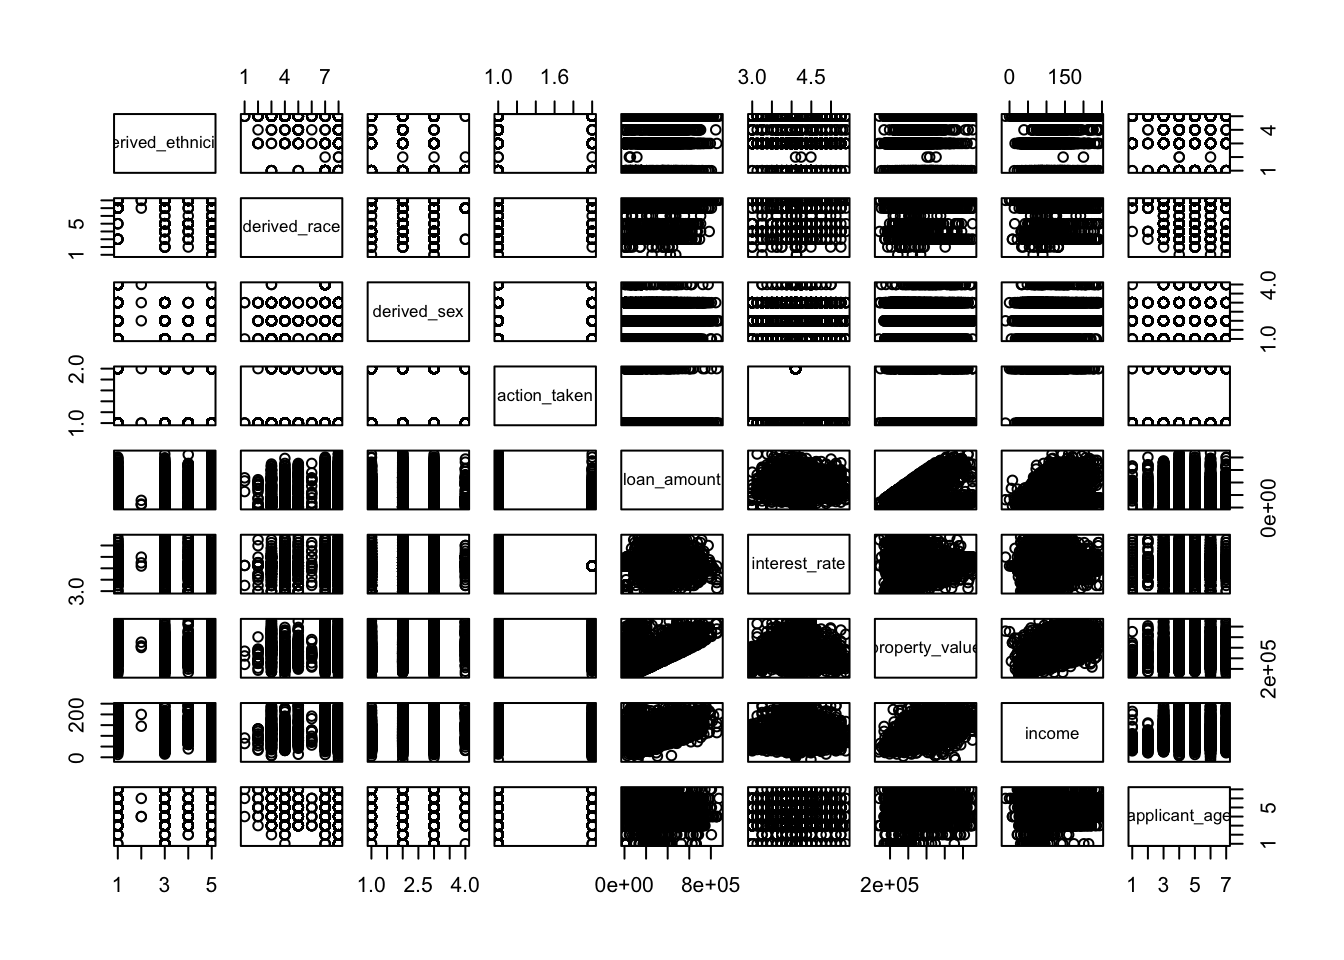 1 4 7 1.0 1.6 3.0 4.5 0 150
erived_ethnici 4 1
5 1 derived_race
derived_sex 4.0 1.0
2.0 1.0 action_taken
loan_amount 0e+00
3.0 interest_rate
property_value 2e+05
200 0 income
applicant_age 5 1
1 3 5 1.0 2.5 4.0 0e+00 8e+05 2e+05 1 3 5 7